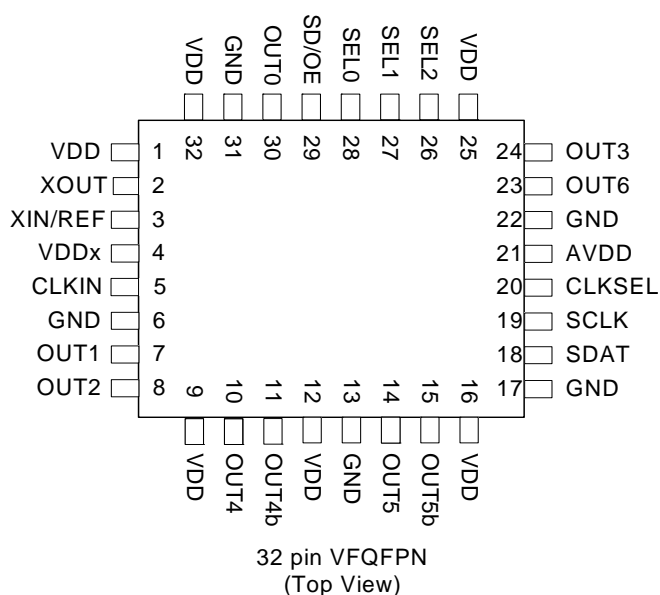 VDD
GND
OUT0
SD/OE
SEL0
SEL1
SEL2
VDD
32
31
30
29
28
27
26
25
VDD 1
XOUT 2
XIN/REF 3
VDDx 4
CLKIN 5
GND 6
OUT1 7
OUT2 8
24 OUT3
23 OUT6
22 GND
21 AVDD
20 CLKSEL
19 SCLK
18 SDAT
17 GND
9
10
11
12
13
14
15
16
VDD
OUT4
OUT4b
VDD
GND
OUT5
OUT5b
VDD
32 pin VFQFPN
(Top View)